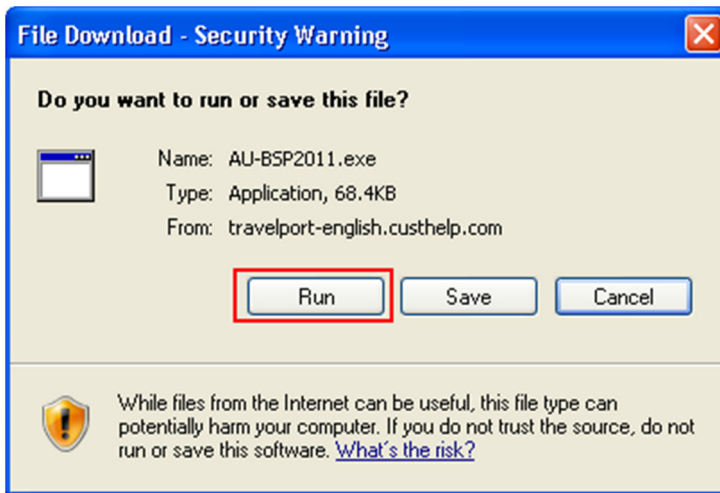 File Download - Security Warning
Do you want to run or save this file?
Name: AU-BSP2011.exe
Type: Application, 68.4KB
From: travelport-english.custhelp.com
Run Save Cancel
While files from the Internet can be useful, this file type can
potentially harm your computer. If you do not trust the source, do not
run or save this software. What's the risk?